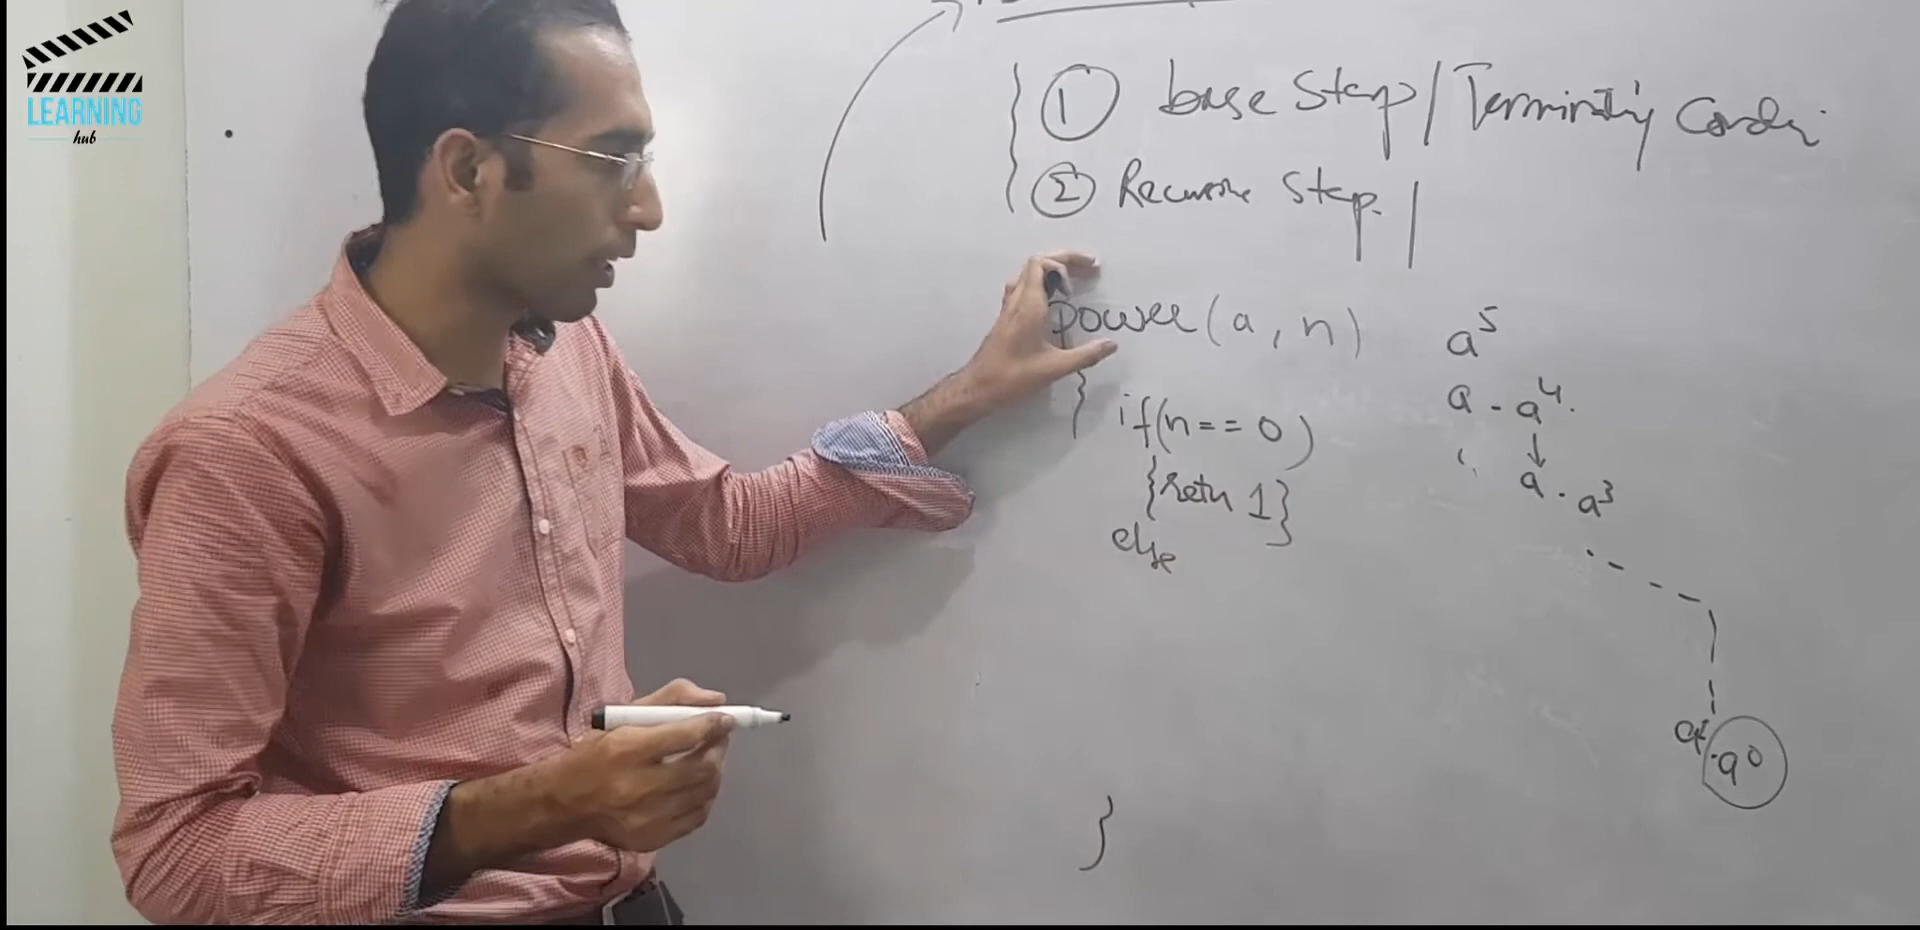 LEARNING
hub
① base Step / Terminating Condi.
② Recursive Step. |
power (a, n)
{
if(n == 0)
{retu 1}
else
}
a⁵
a - a⁴.
↓
a . a³
a⁰